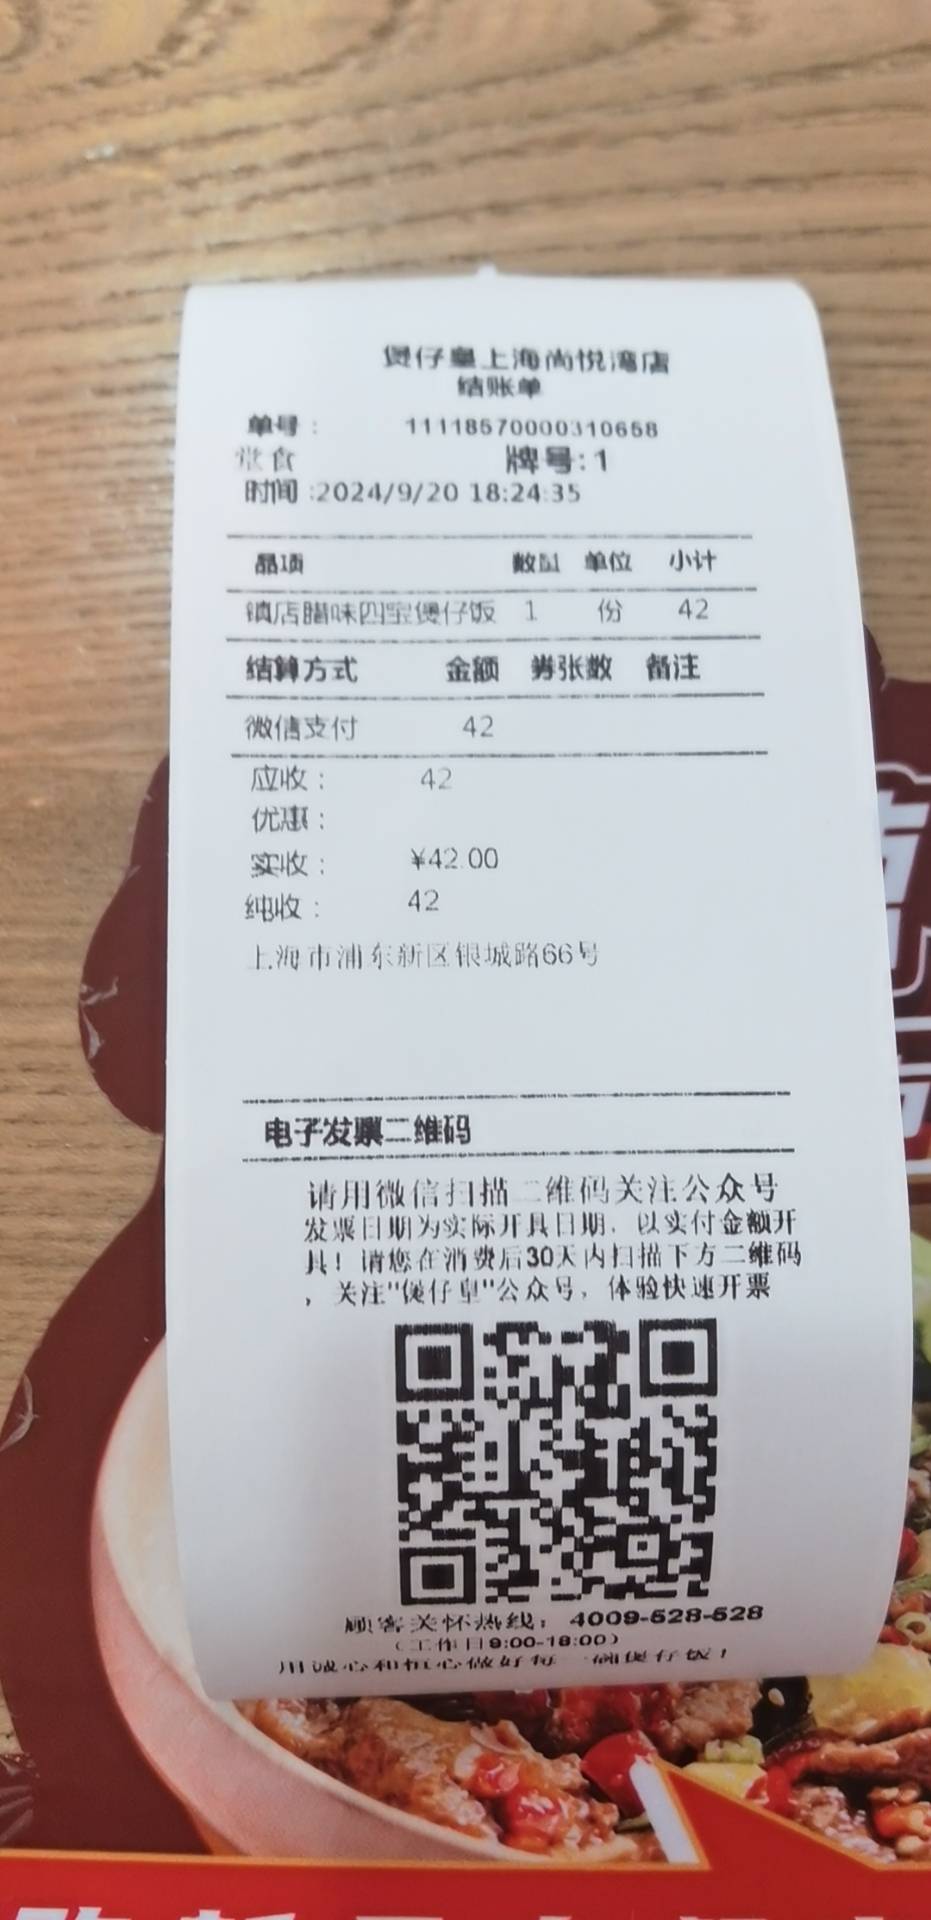 煲仔皇上海尚悦湾店
结账单
单号： 11118570000310658
堂食 牌号:1
时间:2024/9/20 18:24:35
品项 数量 单位 小计
镇店腊味四宝煲仔饭 1 份 42
结算方式 金额 券张数 备注
微信支付 42
应收： 42
优惠：
实收： ¥42.00
纯收： 42
上海市浦东新区银城路66号
电子发票二维码
请用微信扫描二维码关注公众号
发票日期为实际开具日期，以实付金额开
具！请您在消费后30天内扫描下方二维码
，关注"煲仔皇"公众号，体验快速开票
顾客关怀热线：4009-528-528
（工作日9:00-18:00）
用诚心和恒心做好每一碗煲仔饭！